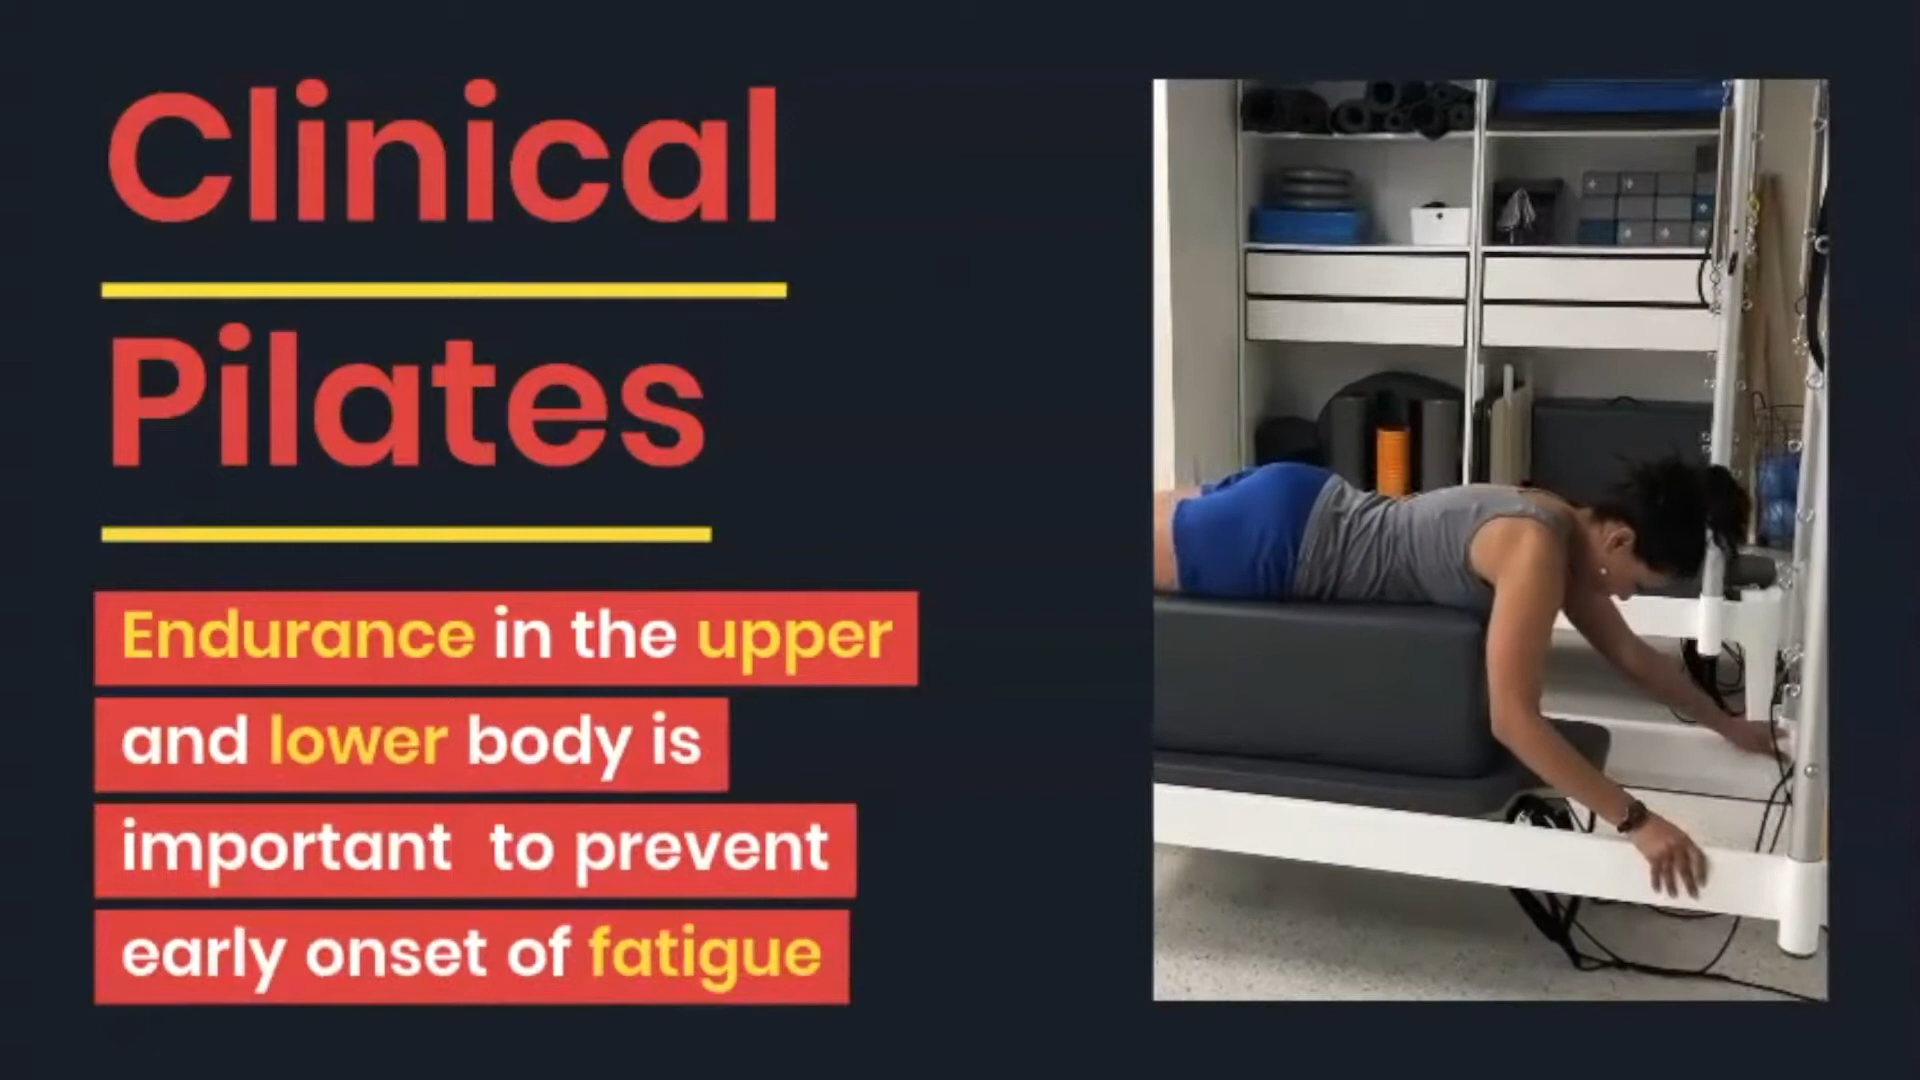 Clinical
Pilates
Endurance in the upper
and lower body is
important  to prevent
early onset of fatigue